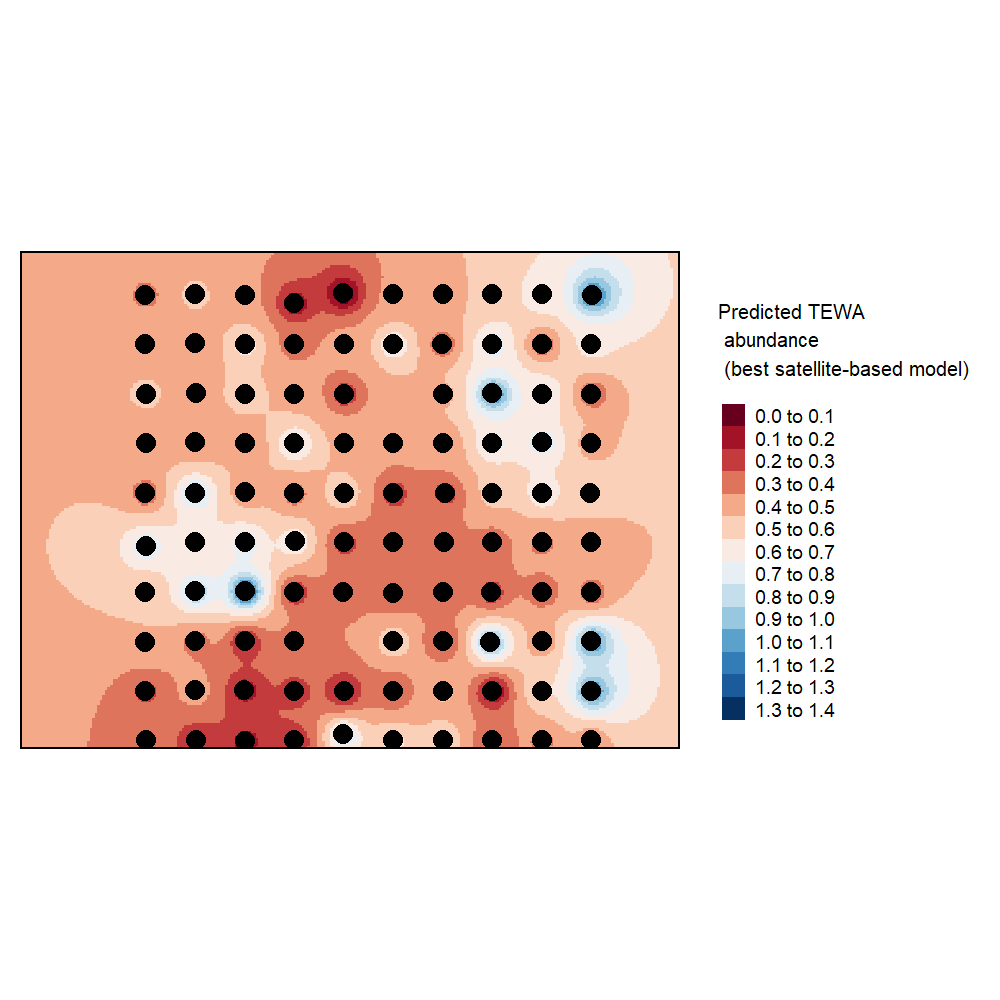 Predicted TEWA
abundance
(best satellite-based model)
0.0 to 0.1
0.1 to 0.2
0.2 to 0.3
0.3 to 0.4
0.4 to 0.5
0.5 to 0.6
0.6 to 0.7
0.7 to 0.8
0.8 to 0.9
0.9 to 1.0
1.0 to 1.1
1.1 to 1.2
1.2 to 1.3
1.3 to 1.4